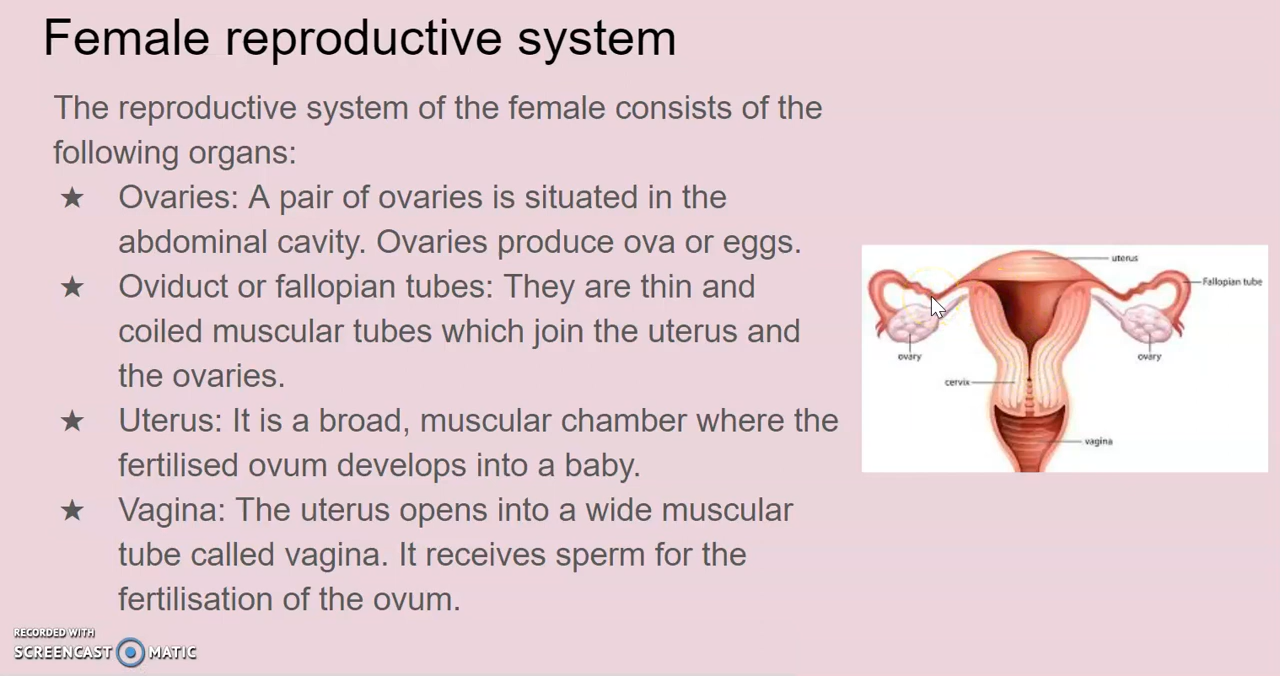 Female reproductive system
The reproductive system of the female consists of the
following organs:
★ Ovaries: A pair of ovaries is situated in the
abdominal cavity. Ovaries produce ova or eggs.
★ Oviduct or fallopian tubes: They are thin and
coiled muscular tubes which join the uterus and
the ovaries.
★ Uterus: It is a broad, muscular chamber where the
fertilised ovum develops into a baby.
★ Vagina: The uterus opens into a wide muscular
tube called vagina. It receives sperm for the
fertilisation of the ovum.
uterus
Fallopian tube
ovary
ovary
cervix
vagina
RECORDED WITH
SCREENCAST MATIC